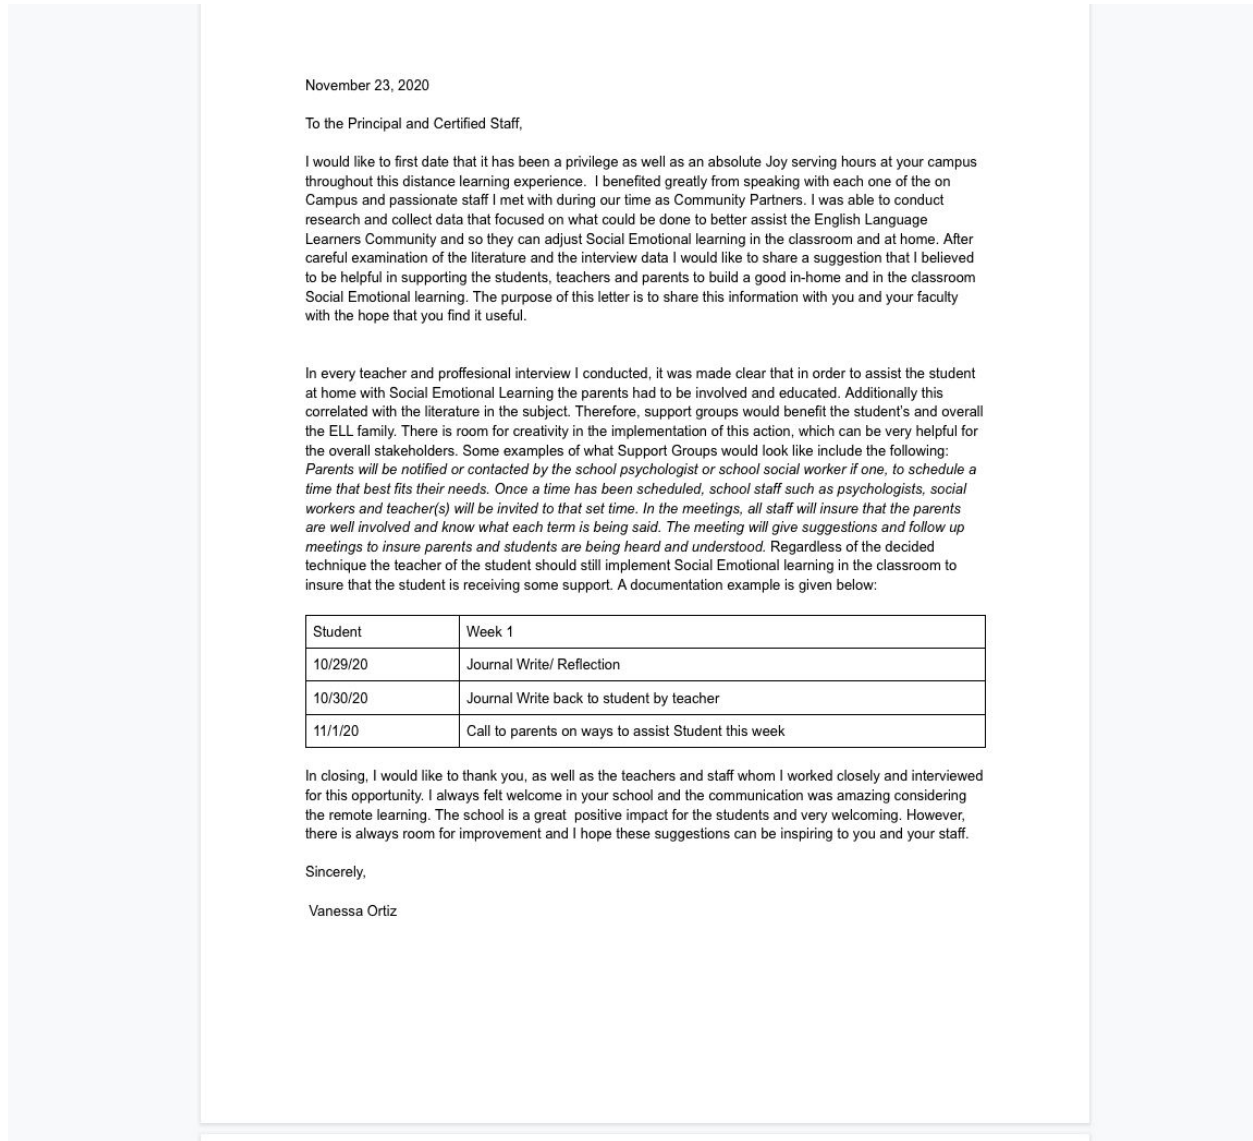 November 23, 2020
To the Principal and Certified Staff,
I would like to first date that it has been a privilege as well as an absolute Joy serving hours at your campus
throughout this distance learning experience.  I benefited greatly from speaking with each one of the on
Campus and passionate staff I met with during our time as Community Partners. I was able to conduct
research and collect data that focused on what could be done to better assist the English Language
Learners Community and so they can adjust Social Emotional learning in the classroom and at home. After
careful examination of the literature and the interview data I would like to share a suggestion that I believed
to be helpful in supporting the students, teachers and parents to build a good in-home and in the classroom
Social Emotional learning. The purpose of this letter is to share this information with you and your faculty
with the hope that you find it useful.
In every teacher and proffesional interview I conducted, it was made clear that in order to assist the student
at home with Social Emotional Learning the parents had to be involved and educated. Additionally this
correlated with the literature in the subject. Therefore, support groups would benefit the student's and overall
the ELL family. There is room for creativity in the implementation of this action, which can be very helpful for
the overall stakeholders. Some examples of what Support Groups would look like include the following:
Parents will be notified or contacted by the school psychologist or school social worker if one, to schedule a
time that best fits their needs. Once a time has been scheduled, school staff such as psychologists, social
workers and teacher(s) will be invited to that set time. In the meetings, all staff will insure that the parents
are well involved and know what each term is being said. The meeting will give suggestions and follow up
meetings to insure parents and students are being heard and understood. Regardless of the decided
technique the teacher of the student should still implement Social Emotional learning in the classroom to
insure that the student is receiving some support. A documentation example is given below:
Student Week 1
10/29/20 Journal Write/ Reflection
10/30/20 Journal Write back to student by teacher
11/1/20 Call to parents on ways to assist Student this week
In closing, I would like to thank you, as well as the teachers and staff whom I worked closely and interviewed
for this opportunity. I always felt welcome in your school and the communication was amazing considering
the remote learning. The school is a great  positive impact for the students and very welcoming. However,
there is always room for improvement and I hope these suggestions can be inspiring to you and your staff.
Sincerely,
Vanessa Ortiz